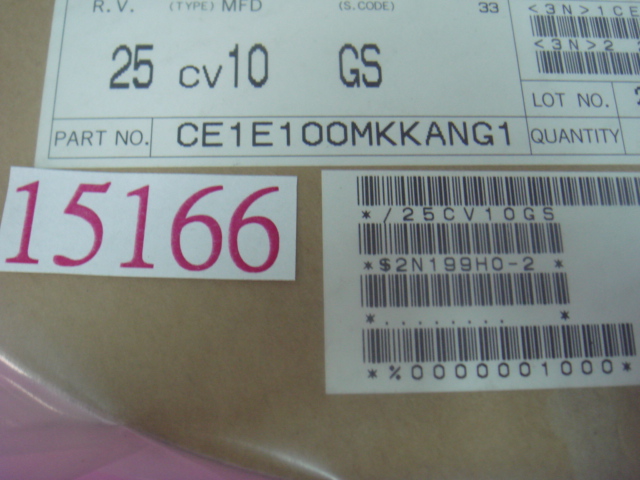 R.V. (TYPE) MFD (S.CODE) 33
25 CV10 GS
<3N>1CE
<3N>2
LOT NO.
PART NO. CE1E100MKKANG1 QUANTITY
15166
*/25CV10GS
*$2N199H0-2 *
*........ *
*%0000001000*